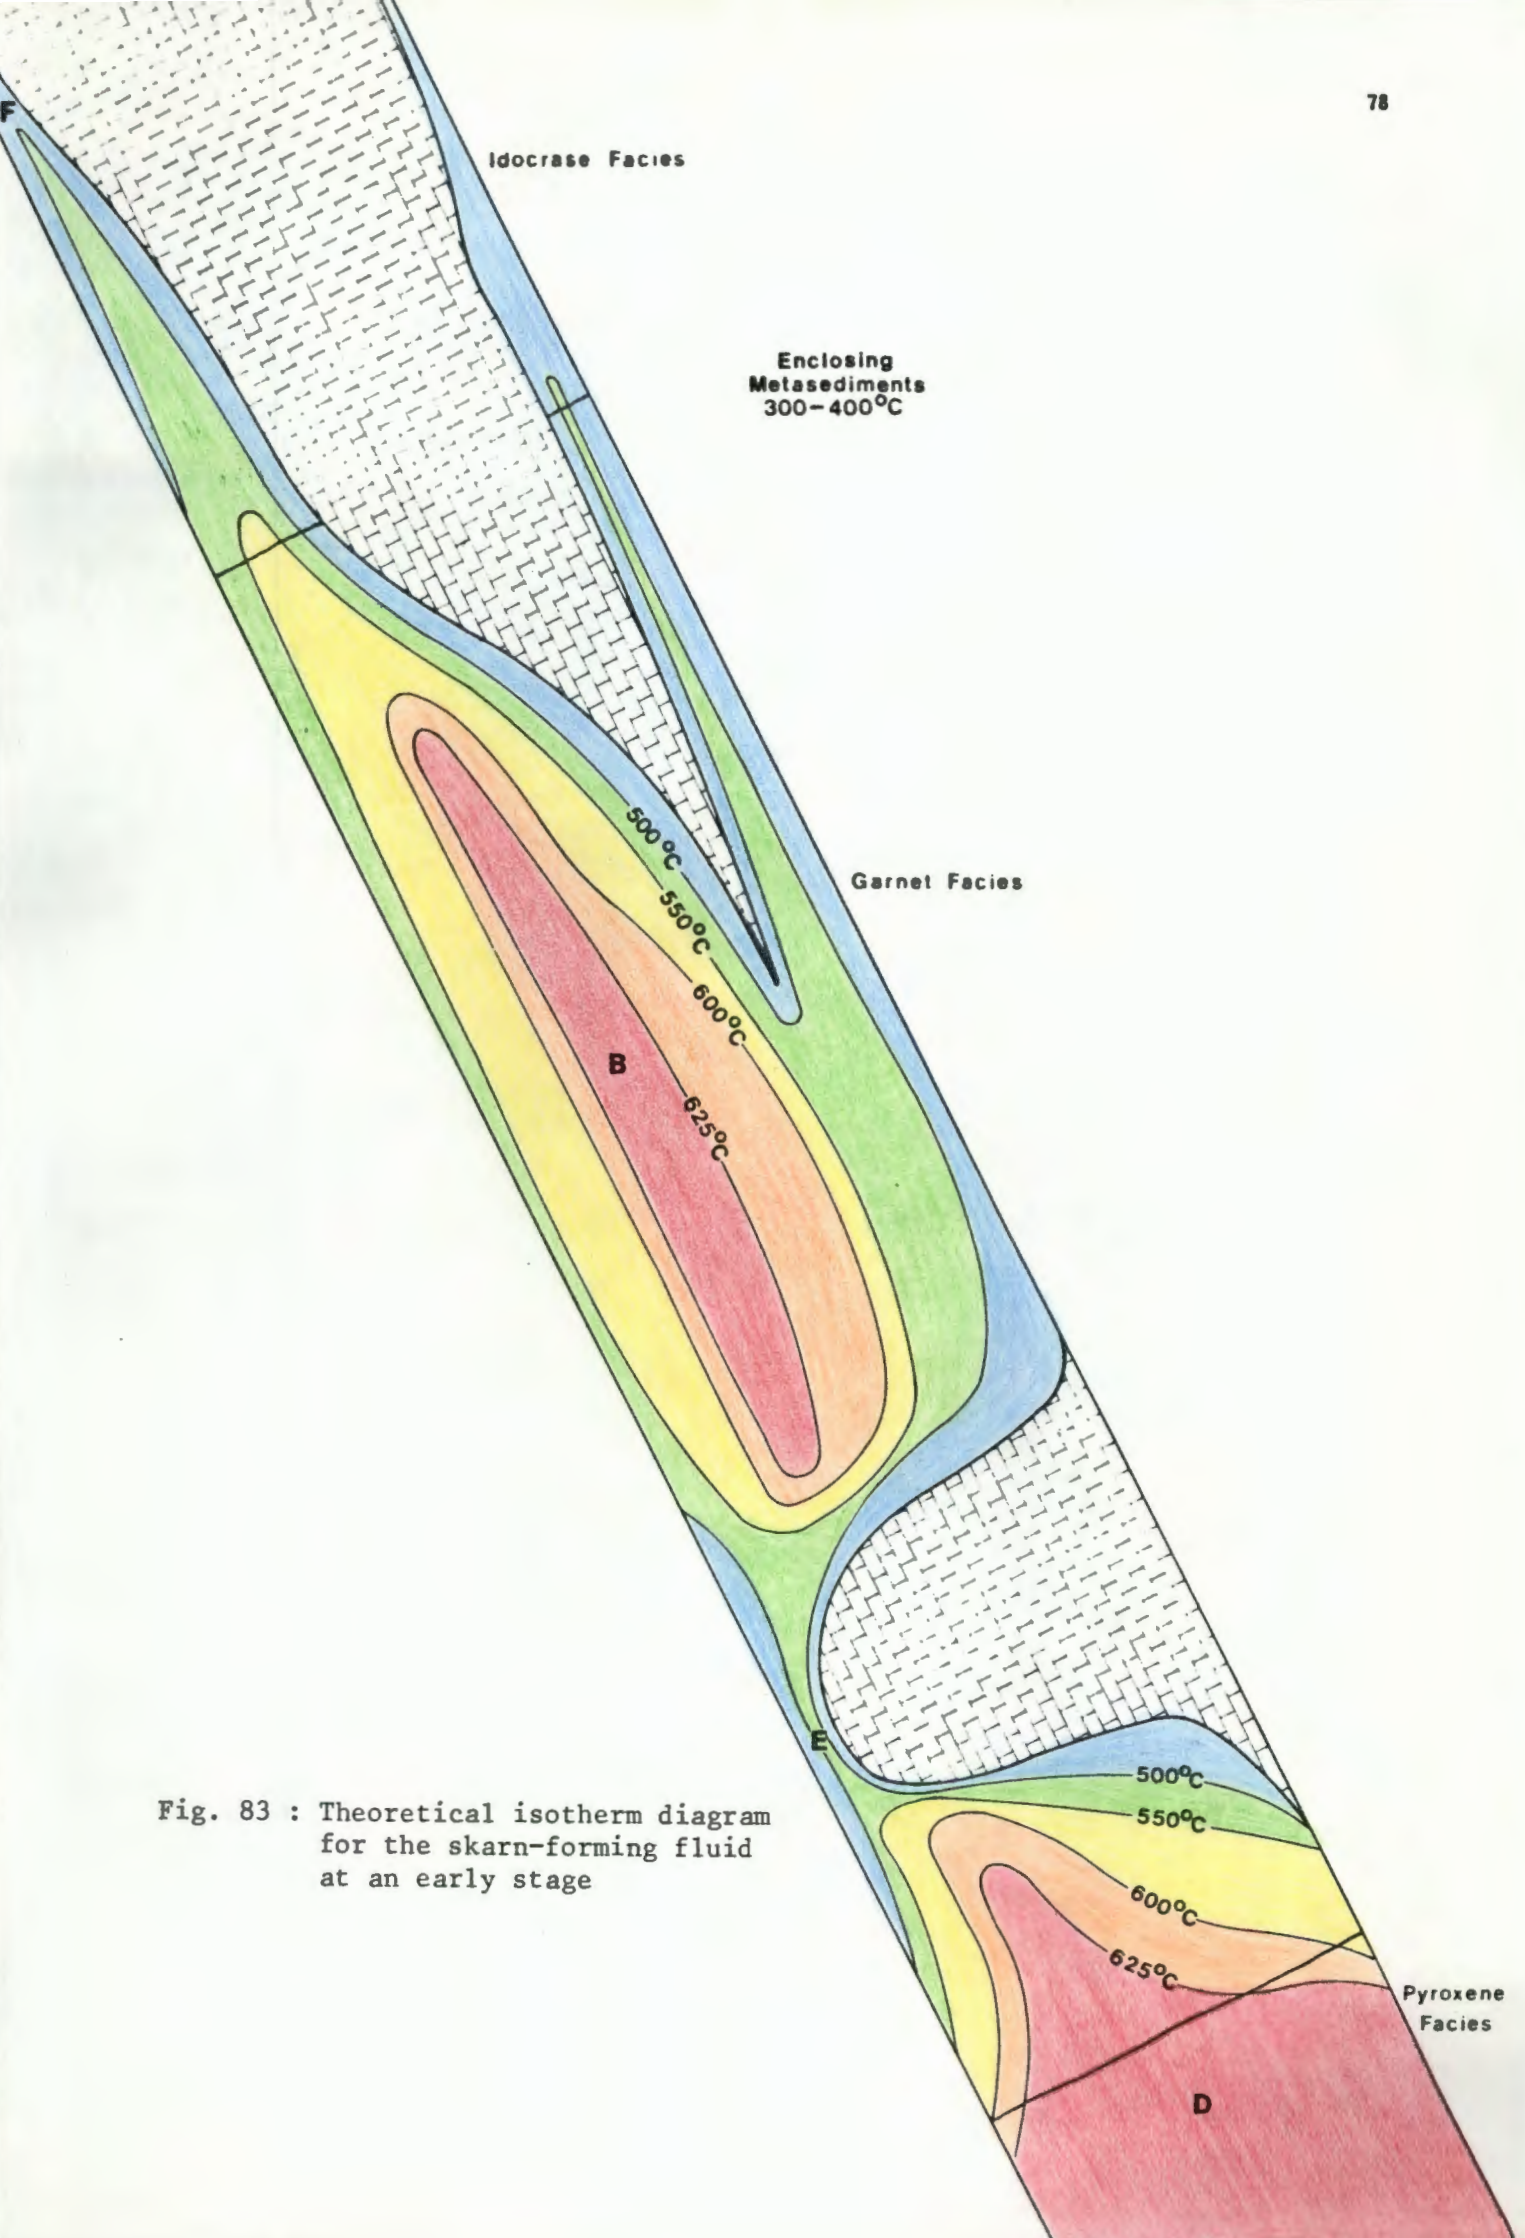 78
F
Idocrase Facies
Enclosing
Metasediments
300-400°C
500°C
550°C
Garnet Facies
600°C
B
625°C
E
500°C
550°C
600°C
625°C
Pyroxene
Facies
D
Fig. 83 : Theoretical isotherm diagram
for the skarn-forming fluid
at an early stage